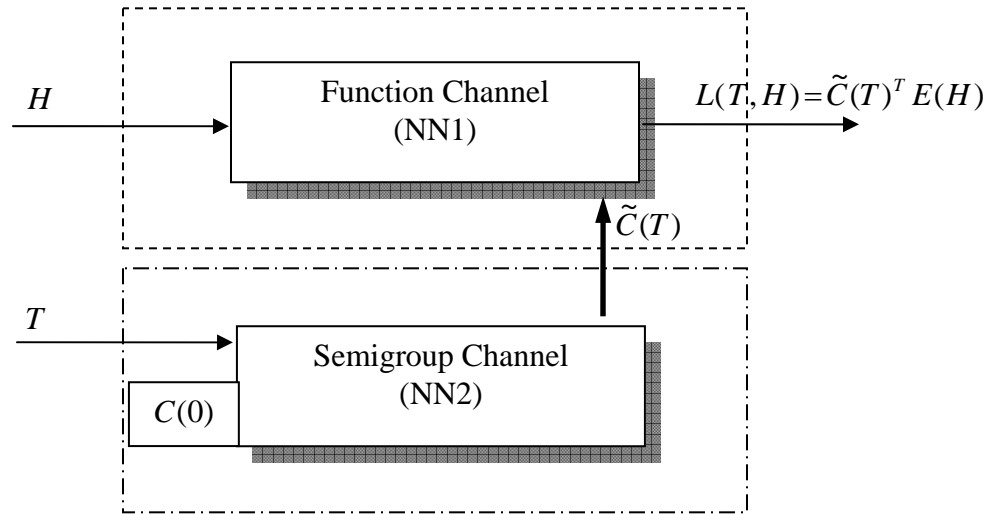 H
Function Channel
(NN1)
L(T,H)=C̃(T)ᵀ E(H)
C̃(T)
T
Semigroup Channel
(NN2)
C(0)